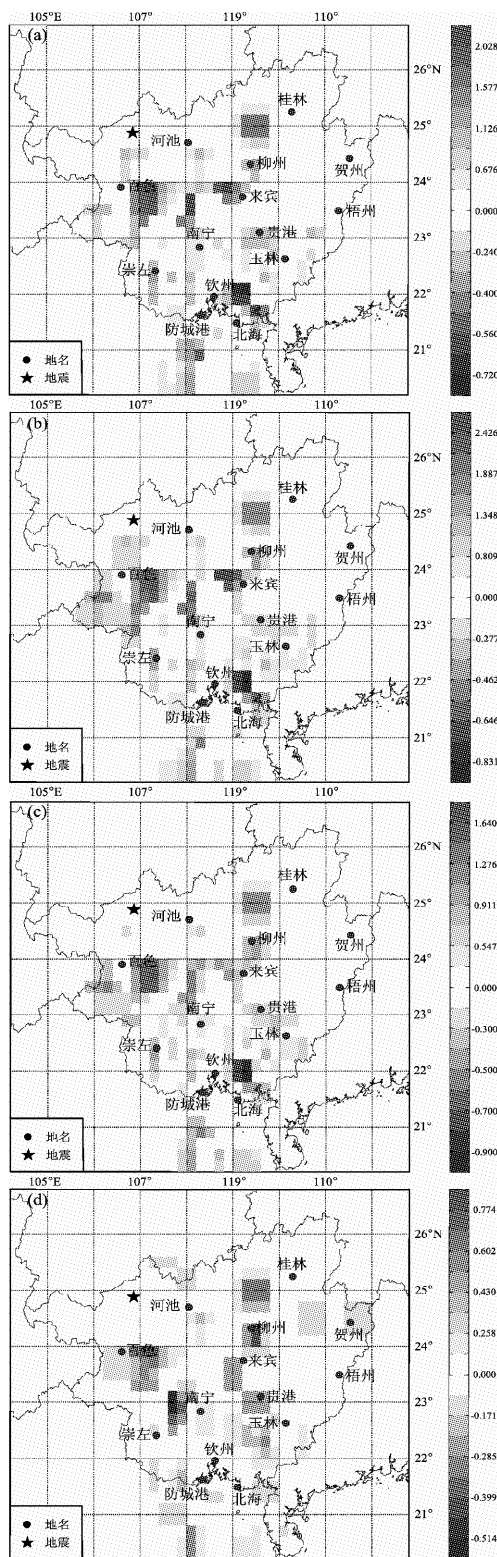 105°E 107° 119° 110°
(a)
26°N
桂林
25°
河池
柳州
贺州
24°
百色
来宾
梧州
23°
南宁
贵港
玉林
崇左
22°
钦州
防城港
北海
21°
● 地名
★ 地震
2.028
1.577
1.126
0.676
0.000
-0.240
-0.400
-0.560
-0.720
105°E 107° 119° 110°
(b)
26°N
桂林
25°
河池
柳州
贺州
24°
百色
来宾
梧州
23°
南宁
贵港
玉林
崇左
22°
钦州
防城港
北海
21°
● 地名
★ 地震
2.426
1.887
1.348
0.809
0.000
-0.277
-0.462
-0.646
-0.831
105°E 107° 119° 110°
(c)
26°N
桂林
25°
河池
柳州
贺州
24°
百色
来宾
梧州
23°
南宁
贵港
玉林
崇左
22°
钦州
防城港
北海
21°
● 地名
★ 地震
1.640
1.276
0.911
0.547
0.000
-0.300
-0.500
-0.700
-0.900
105°E 107° 119° 110°
(d)
26°N
桂林
25°
河池
柳州
贺州
24°
百色
来宾
梧州
23°
南宁
贵港
玉林
崇左
22°
钦州
防城港
北海
21°
● 地名
★ 地震
0.774
0.602
0.430
0.258
0.000
-0.171
-0.285
-0.399
-0.514